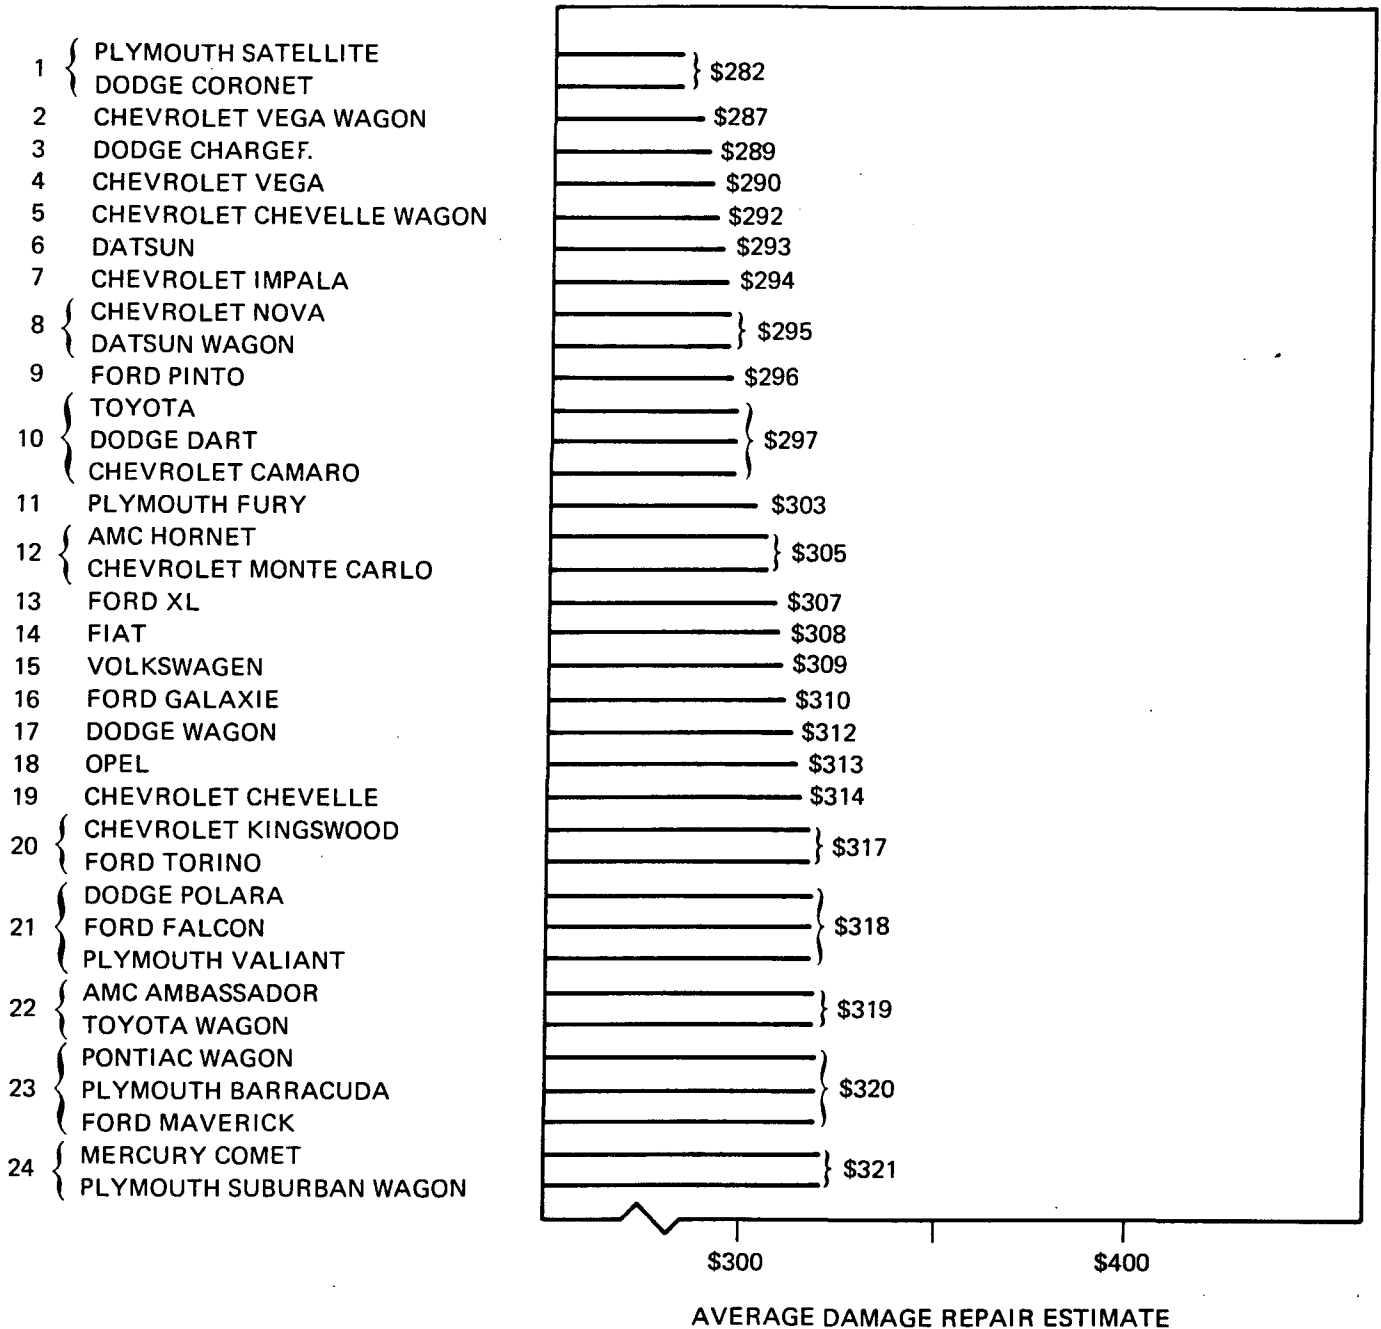 1 PLYMOUTH SATELLITE $282
DODGE CORONET
2 CHEVROLET VEGA WAGON $287
3 DODGE CHARGEF. $289
4 CHEVROLET VEGA $290
5 CHEVROLET CHEVELLE WAGON $292
6 DATSUN $293
7 CHEVROLET IMPALA $294
8 CHEVROLET NOVA $295
DATSUN WAGON
9 FORD PINTO $296
TOYOTA
10 DODGE DART $297
CHEVROLET CAMARO
11 PLYMOUTH FURY $303
12 AMC HORNET $305
CHEVROLET MONTE CARLO
13 FORD XL $307
14 FIAT $308
15 VOLKSWAGEN $309
16 FORD GALAXIE $310
17 DODGE WAGON $312
18 OPEL $313
19 CHEVROLET CHEVELLE $314
20 CHEVROLET KINGSWOOD $317
FORD TORINO
DODGE POLARA
21 FORD FALCON $318
PLYMOUTH VALIANT
22 AMC AMBASSADOR $319
TOYOTA WAGON
PONTIAC WAGON
23 PLYMOUTH BARRACUDA $320
FORD MAVERICK
24 MERCURY COMET $321
PLYMOUTH SUBURBAN WAGON
$300 $400
AVERAGE DAMAGE REPAIR ESTIMATE